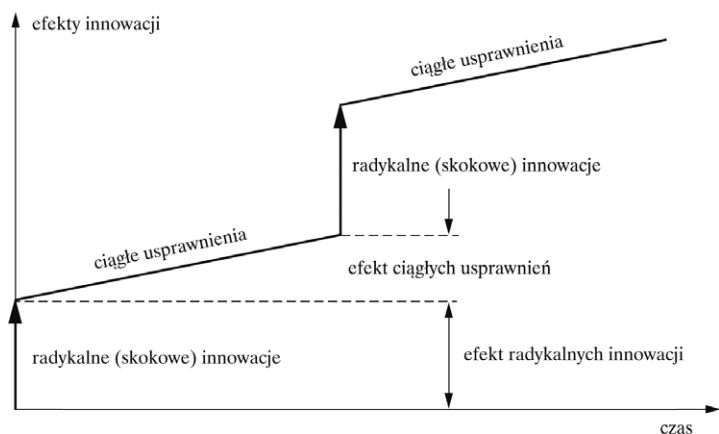 efekty innowacji
ciągłe usprawnienia
radykalne (skokowe) innowacje
ciągłe usprawnienia
efekt ciągłych usprawnień
radykalne (skokowe) innowacje
efekt radykalnych innowacji
czas